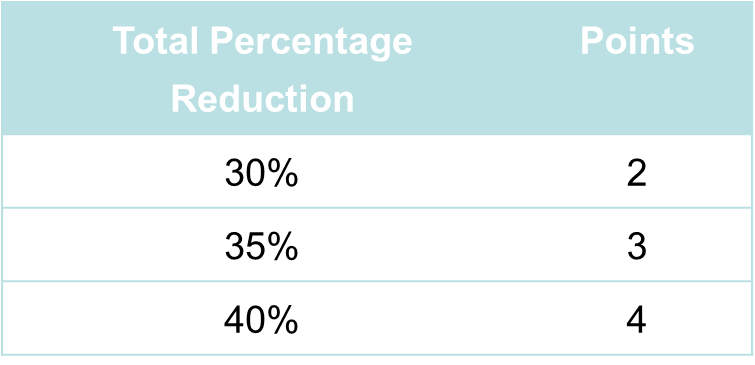 Total Percentage Points
Reduction
30% 2
35% 3
40% 4